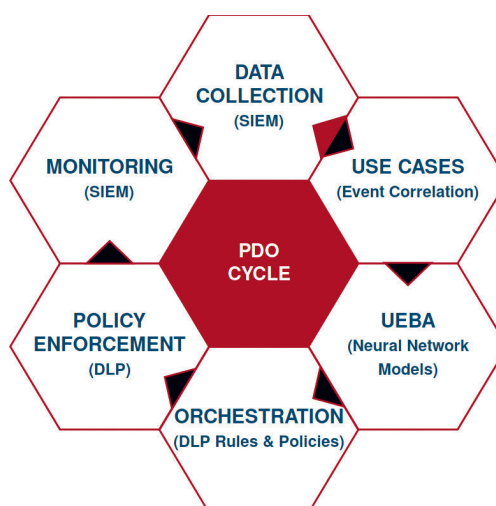 DATA
COLLECTION
(SIEM)
MONITORING
(SIEM)
USE CASES
(Event Correlation)
PDO
CYCLE
POLICY
ENFORCEMENT
(DLP)
UEBA
(Neural Network
Models)
ORCHESTRATION
(DLP Rules & Policies)